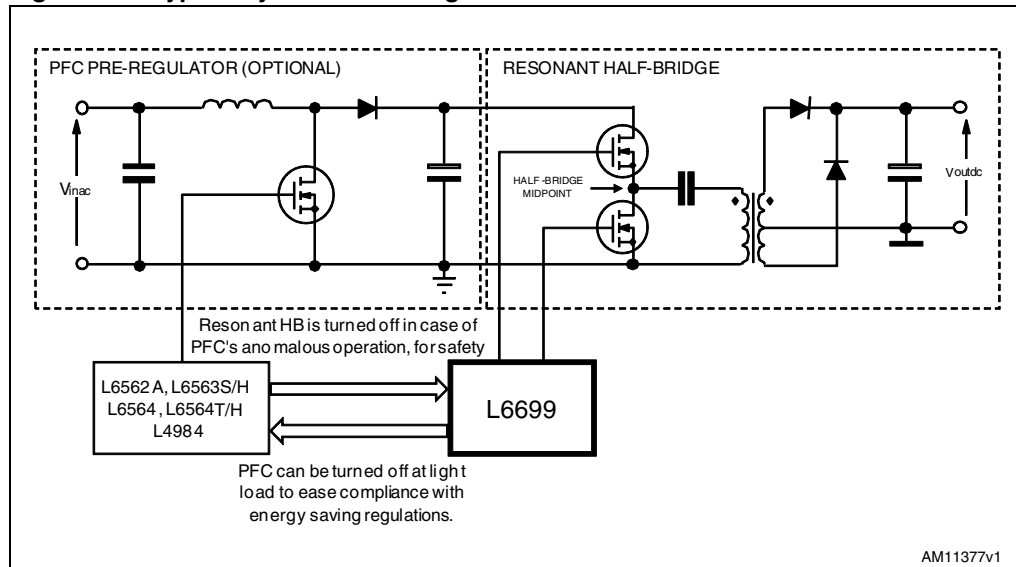 PFC PRE-REGULATOR (OPTIONAL)
RESONANT HALF-BRIDGE
Vinac
HALF-BRIDGE
MIDPOINT
Voutdc
Resonant HB is turned off in case of
PFC's anomalous operation, for safety
L6562A, L6563S/H
L6564, L6564T/H
L4984
L6699
PFC can be turned off at light
load to ease compliance with
energy saving regulations.
AM11377v1